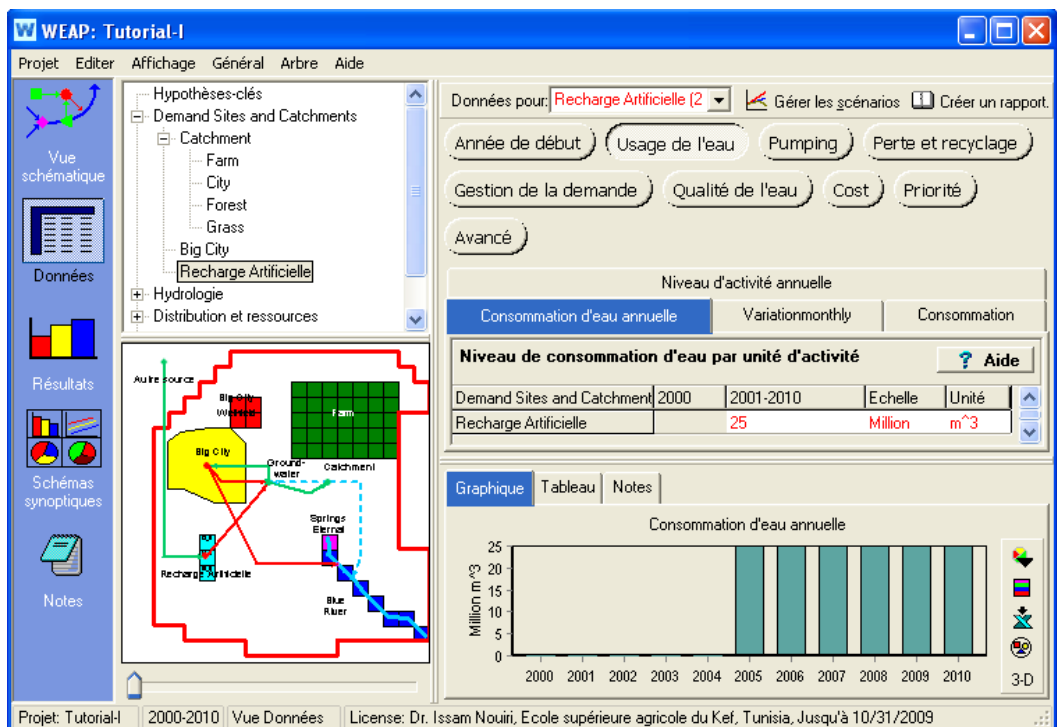 WEAP: Tutorial-I
Projet Editer Affichage Général Arbre Aide
Vue schématique
Données
Résultats
Schémas synoptiques
Notes
Hypothèses-clés
Demand Sites and Catchments
Catchment
Farm
City
Forest
Grass
Big City
Recharge Artificielle
Hydrologie
Distribution et ressources
Autre source
Big City
Farm
Big City
Ground-
water
Catchment
Springs
Eternal
Recharge Artificielle
Blue
River
Données pour: Recharge Artificielle (2 Gérer les scénarios Créer un rapport.
Année de début Usage de l'eau Pumping Perte et recyclage
Gestion de la demande Qualité de l'eau Cost Priorité
Avancé
Niveau d'activité annuelle
Consommation d'eau annuelle Variationmonthly Consommation
Niveau de consommation d'eau par unité d'activité ? Aide
Demand Sites and Catchment 2000 2001-2010 Echelle Unité
Recharge Artificielle 25 Million m^3
Graphique Tableau Notes
Consommation d'eau annuelle
Million m^3
25
20
15
10
5
0
2000 2001 2002 2003 2004 2005 2006 2007 2008 2009 2010
3-D
Projet: Tutorial-I 2000-2010 Vue Données License: Dr. Issam Nouiri, Ecole supérieure agricole du Kef, Tunisia, Jusqu'à 10/31/2009